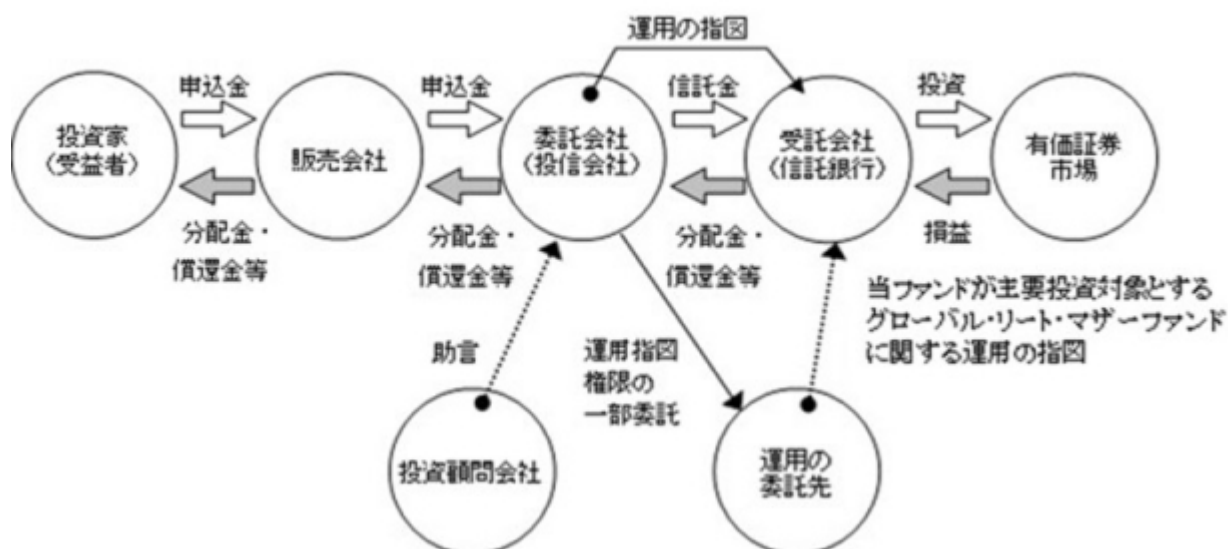 運用の指図
申込金
申込金
信託金
投資
投資家
〈受益者〉
販売会社
委託会社
〈投信会社〉
受託会社
〈信託銀行〉
有価証券
市場
分配金・
償還金等
分配金・
償還金等
分配金・
償還金等
損益
当ファンドが主要投資対象とする
グローバル・リート・マザーファンド
に関する運用の指図
助言
運用指図
権限の
一部委託
投資顧問会社
運用の
委託先